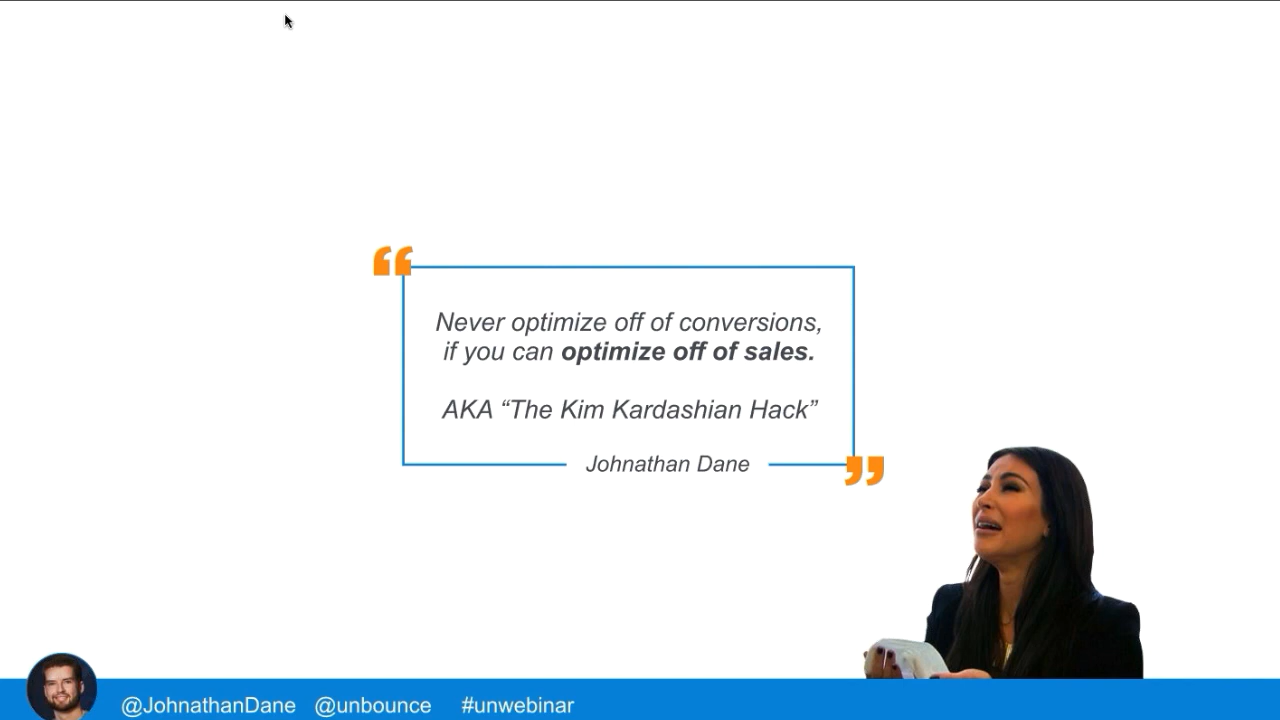 Never optimize off of conversions,
if you can optimize off of sales.
AKA “The Kim Kardashian Hack”
Johnathan Dane
@JohnathanDane @unbounce #unwebinar